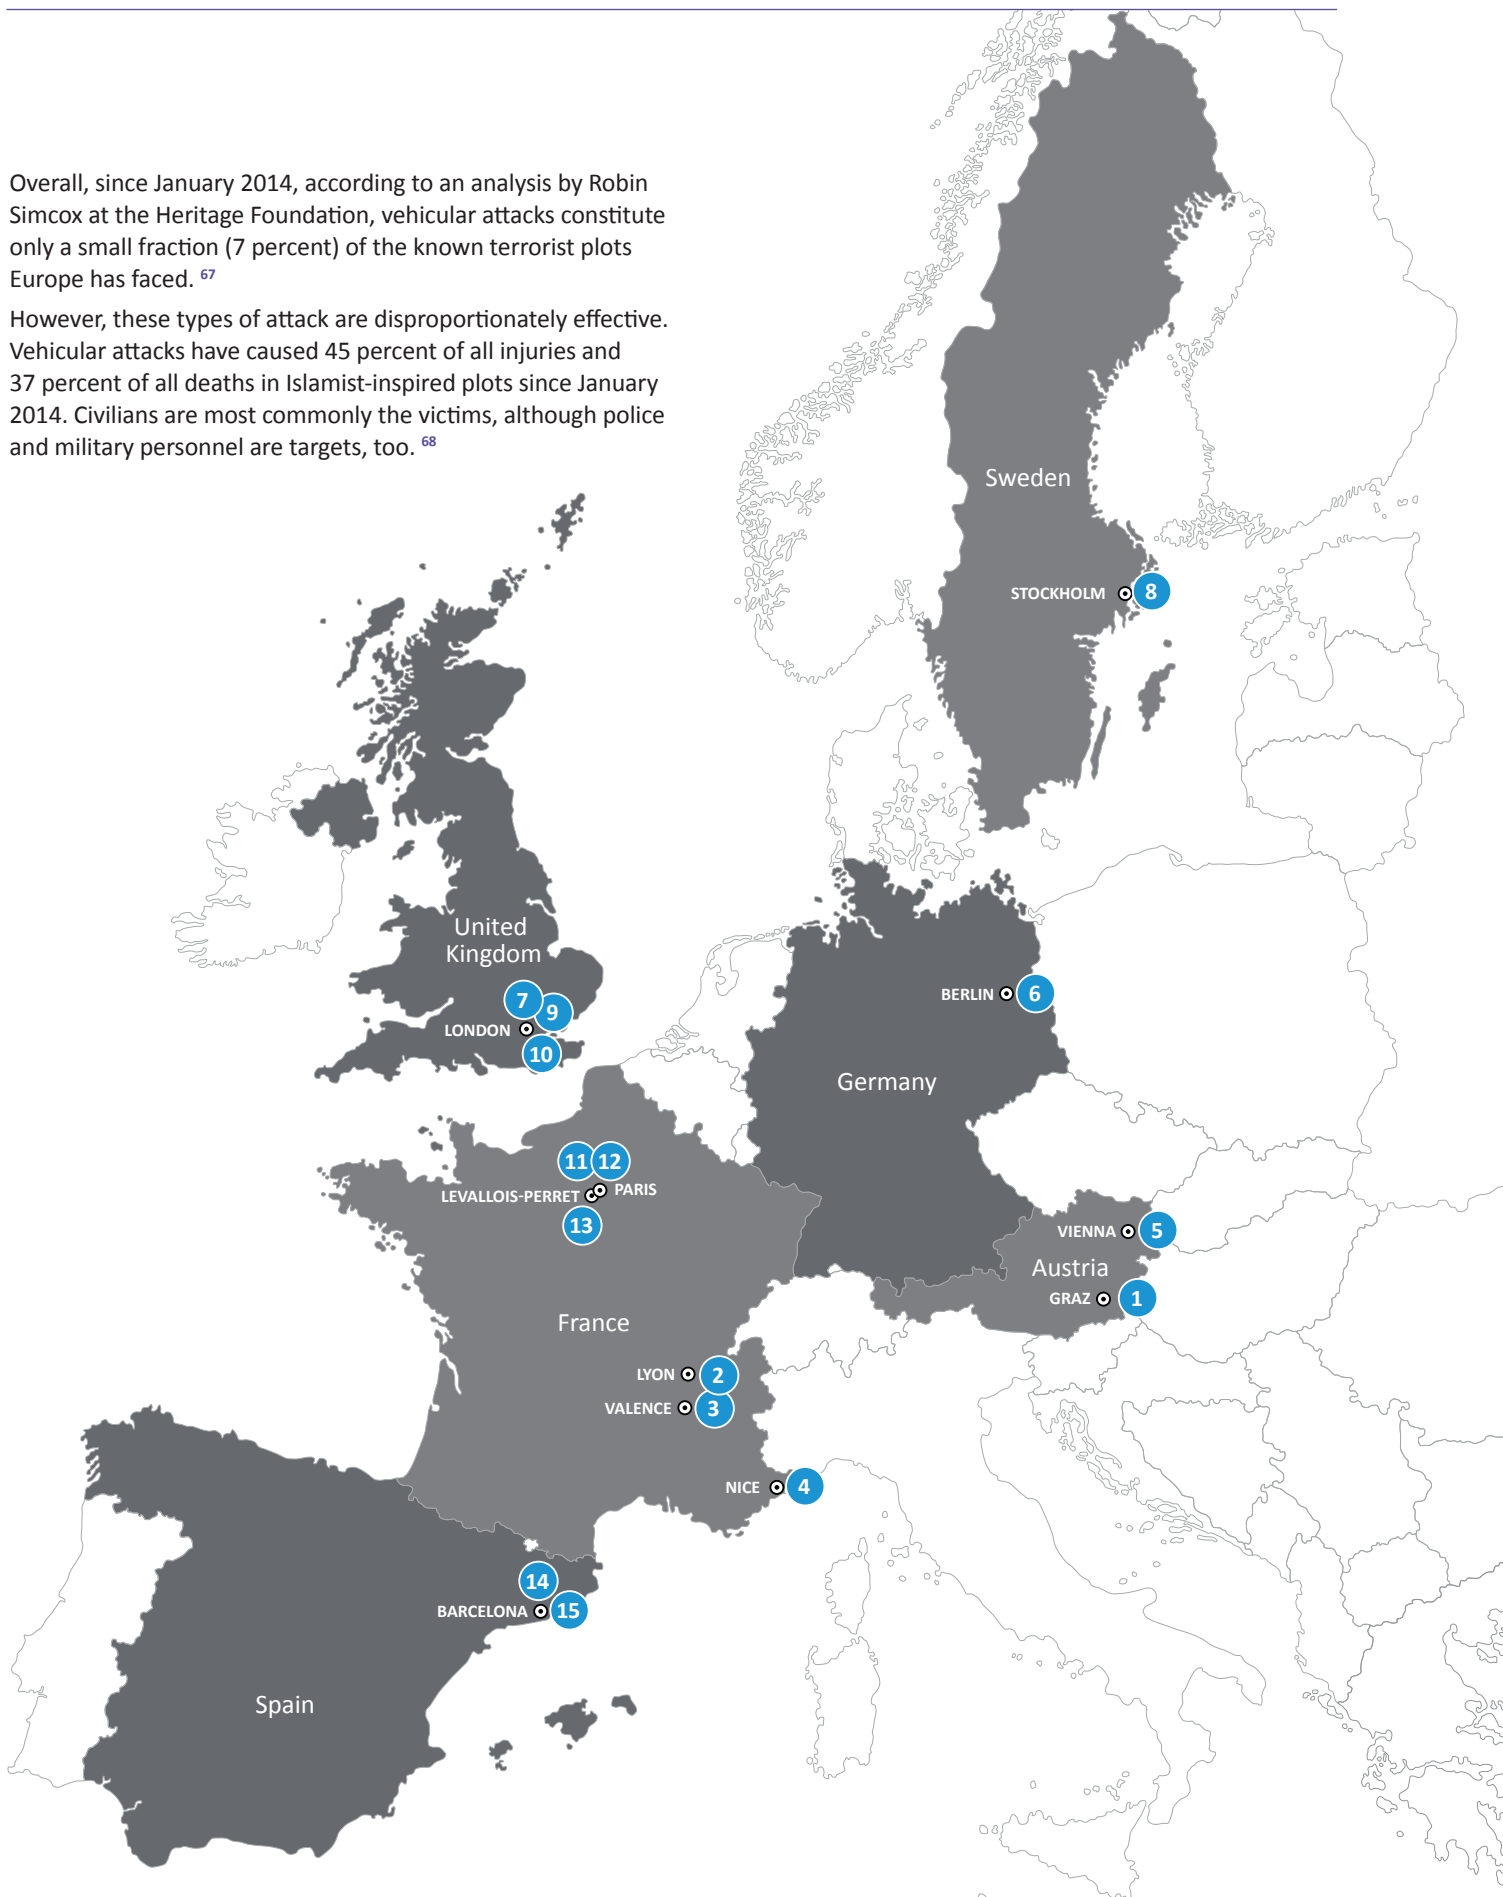 Overall, since January 2014, according to an analysis by Robin
Simcox at the Heritage Foundation, vehicular attacks constitute
only a small fraction (7 percent) of the known terrorist plots
Europe has faced. 67
However, these types of attack are disproportionately effective.
Vehicular attacks have caused 45 percent of all injuries and
37 percent of all deaths in Islamist-inspired plots since January
2014. Civilians are most commonly the victims, although police
and military personnel are targets, too. 68
Sweden
STOCKHOLM 8
United
Kingdom
7
9
LONDON
10
BERLIN 6
Germany
11 12
LEVALLOIS-PERRET PARIS
13
VIENNA 5
Austria
GRAZ 1
France
LYON 2
VALENCE 3
NICE 4
14
BARCELONA 15
Spain